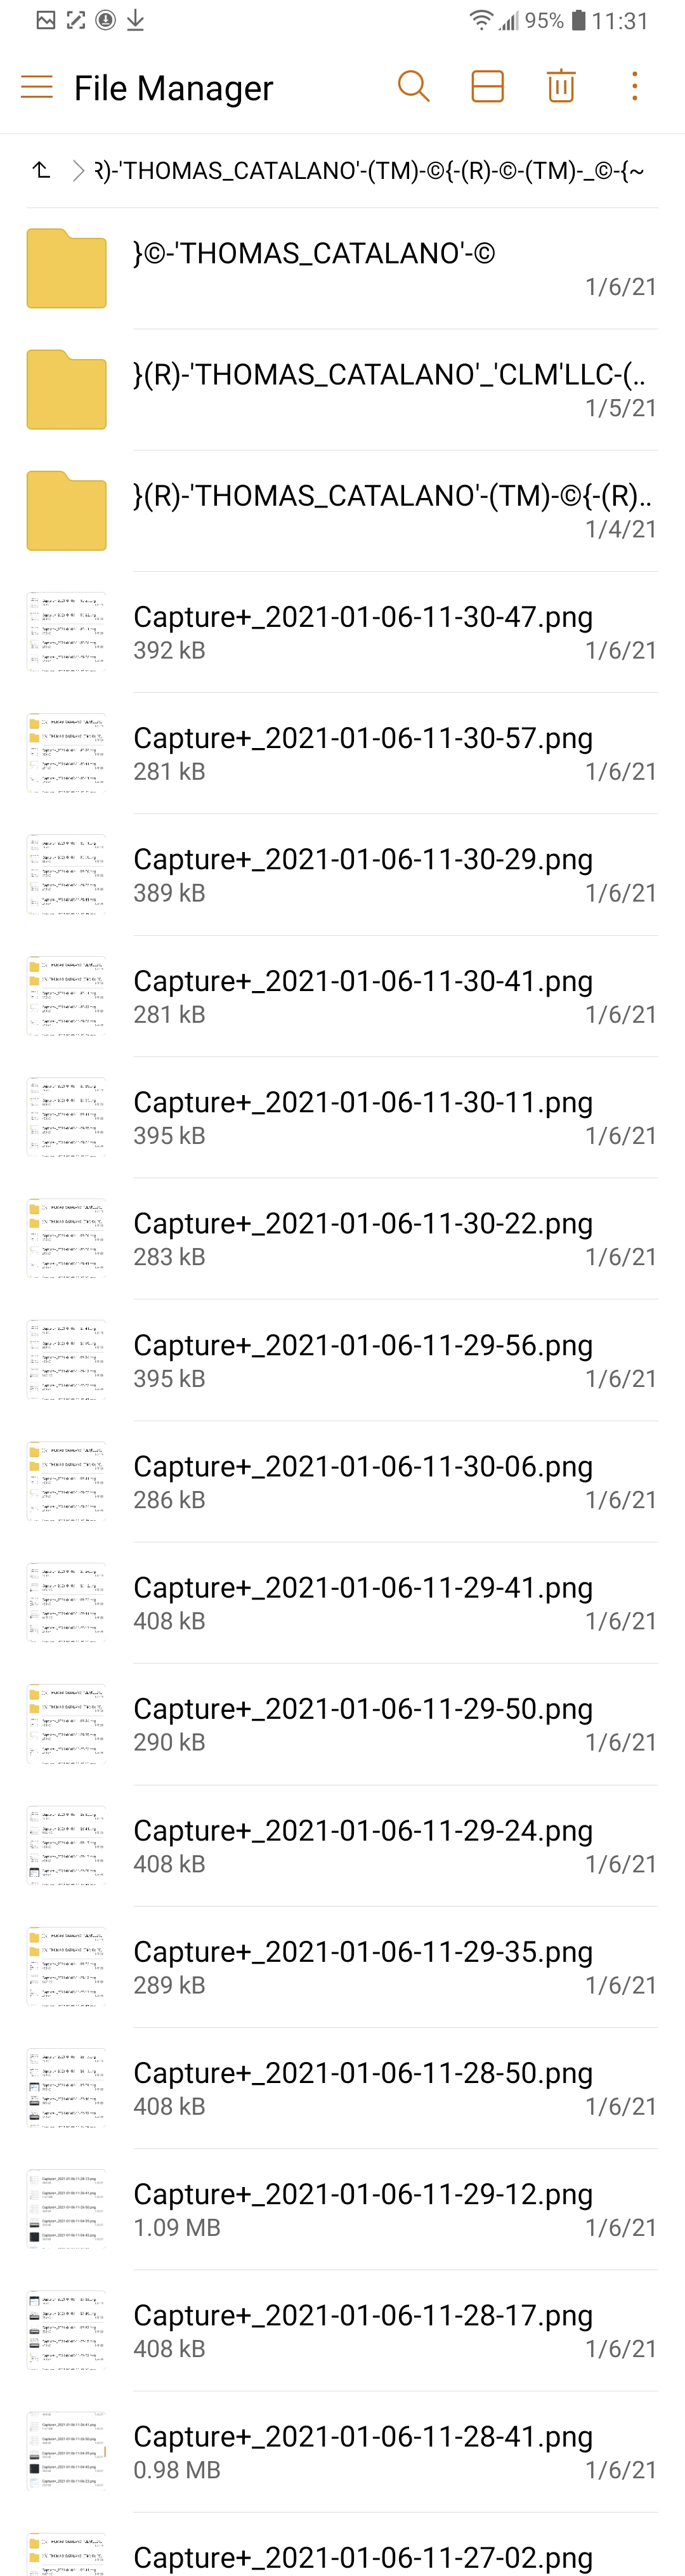 95% 11:31
File Manager
R)-'THOMAS_CATALANO'-(TM)-©{-(R)-©-(TM)-_©-{~
}©-'THOMAS_CATALANO'-©
1/6/21
}(R)-'THOMAS_CATALANO'_'CLM'LLC-(..
1/5/21
}(R)-'THOMAS_CATALANO'-(TM)-©{-(R)..
1/4/21
Capture+_2021-01-06-11-30-47.png
392 kB 1/6/21
Capture+_2021-01-06-11-30-57.png
281 kB 1/6/21
Capture+_2021-01-06-11-30-29.png
389 kB 1/6/21
Capture+_2021-01-06-11-30-41.png
281 kB 1/6/21
Capture+_2021-01-06-11-30-11.png
395 kB 1/6/21
Capture+_2021-01-06-11-30-22.png
283 kB 1/6/21
Capture+_2021-01-06-11-29-56.png
395 kB 1/6/21
Capture+_2021-01-06-11-30-06.png
286 kB 1/6/21
Capture+_2021-01-06-11-29-41.png
408 kB 1/6/21
Capture+_2021-01-06-11-29-50.png
290 kB 1/6/21
Capture+_2021-01-06-11-29-24.png
408 kB 1/6/21
Capture+_2021-01-06-11-29-35.png
289 kB 1/6/21
Capture+_2021-01-06-11-28-50.png
408 kB 1/6/21
Capture+_2021-01-06-11-29-12.png
1.09 MB 1/6/21
Capture+_2021-01-06-11-28-17.png
408 kB 1/6/21
Capture+_2021-01-06-11-28-41.png
0.98 MB 1/6/21
Capture+_2021-01-06-11-27-02.png